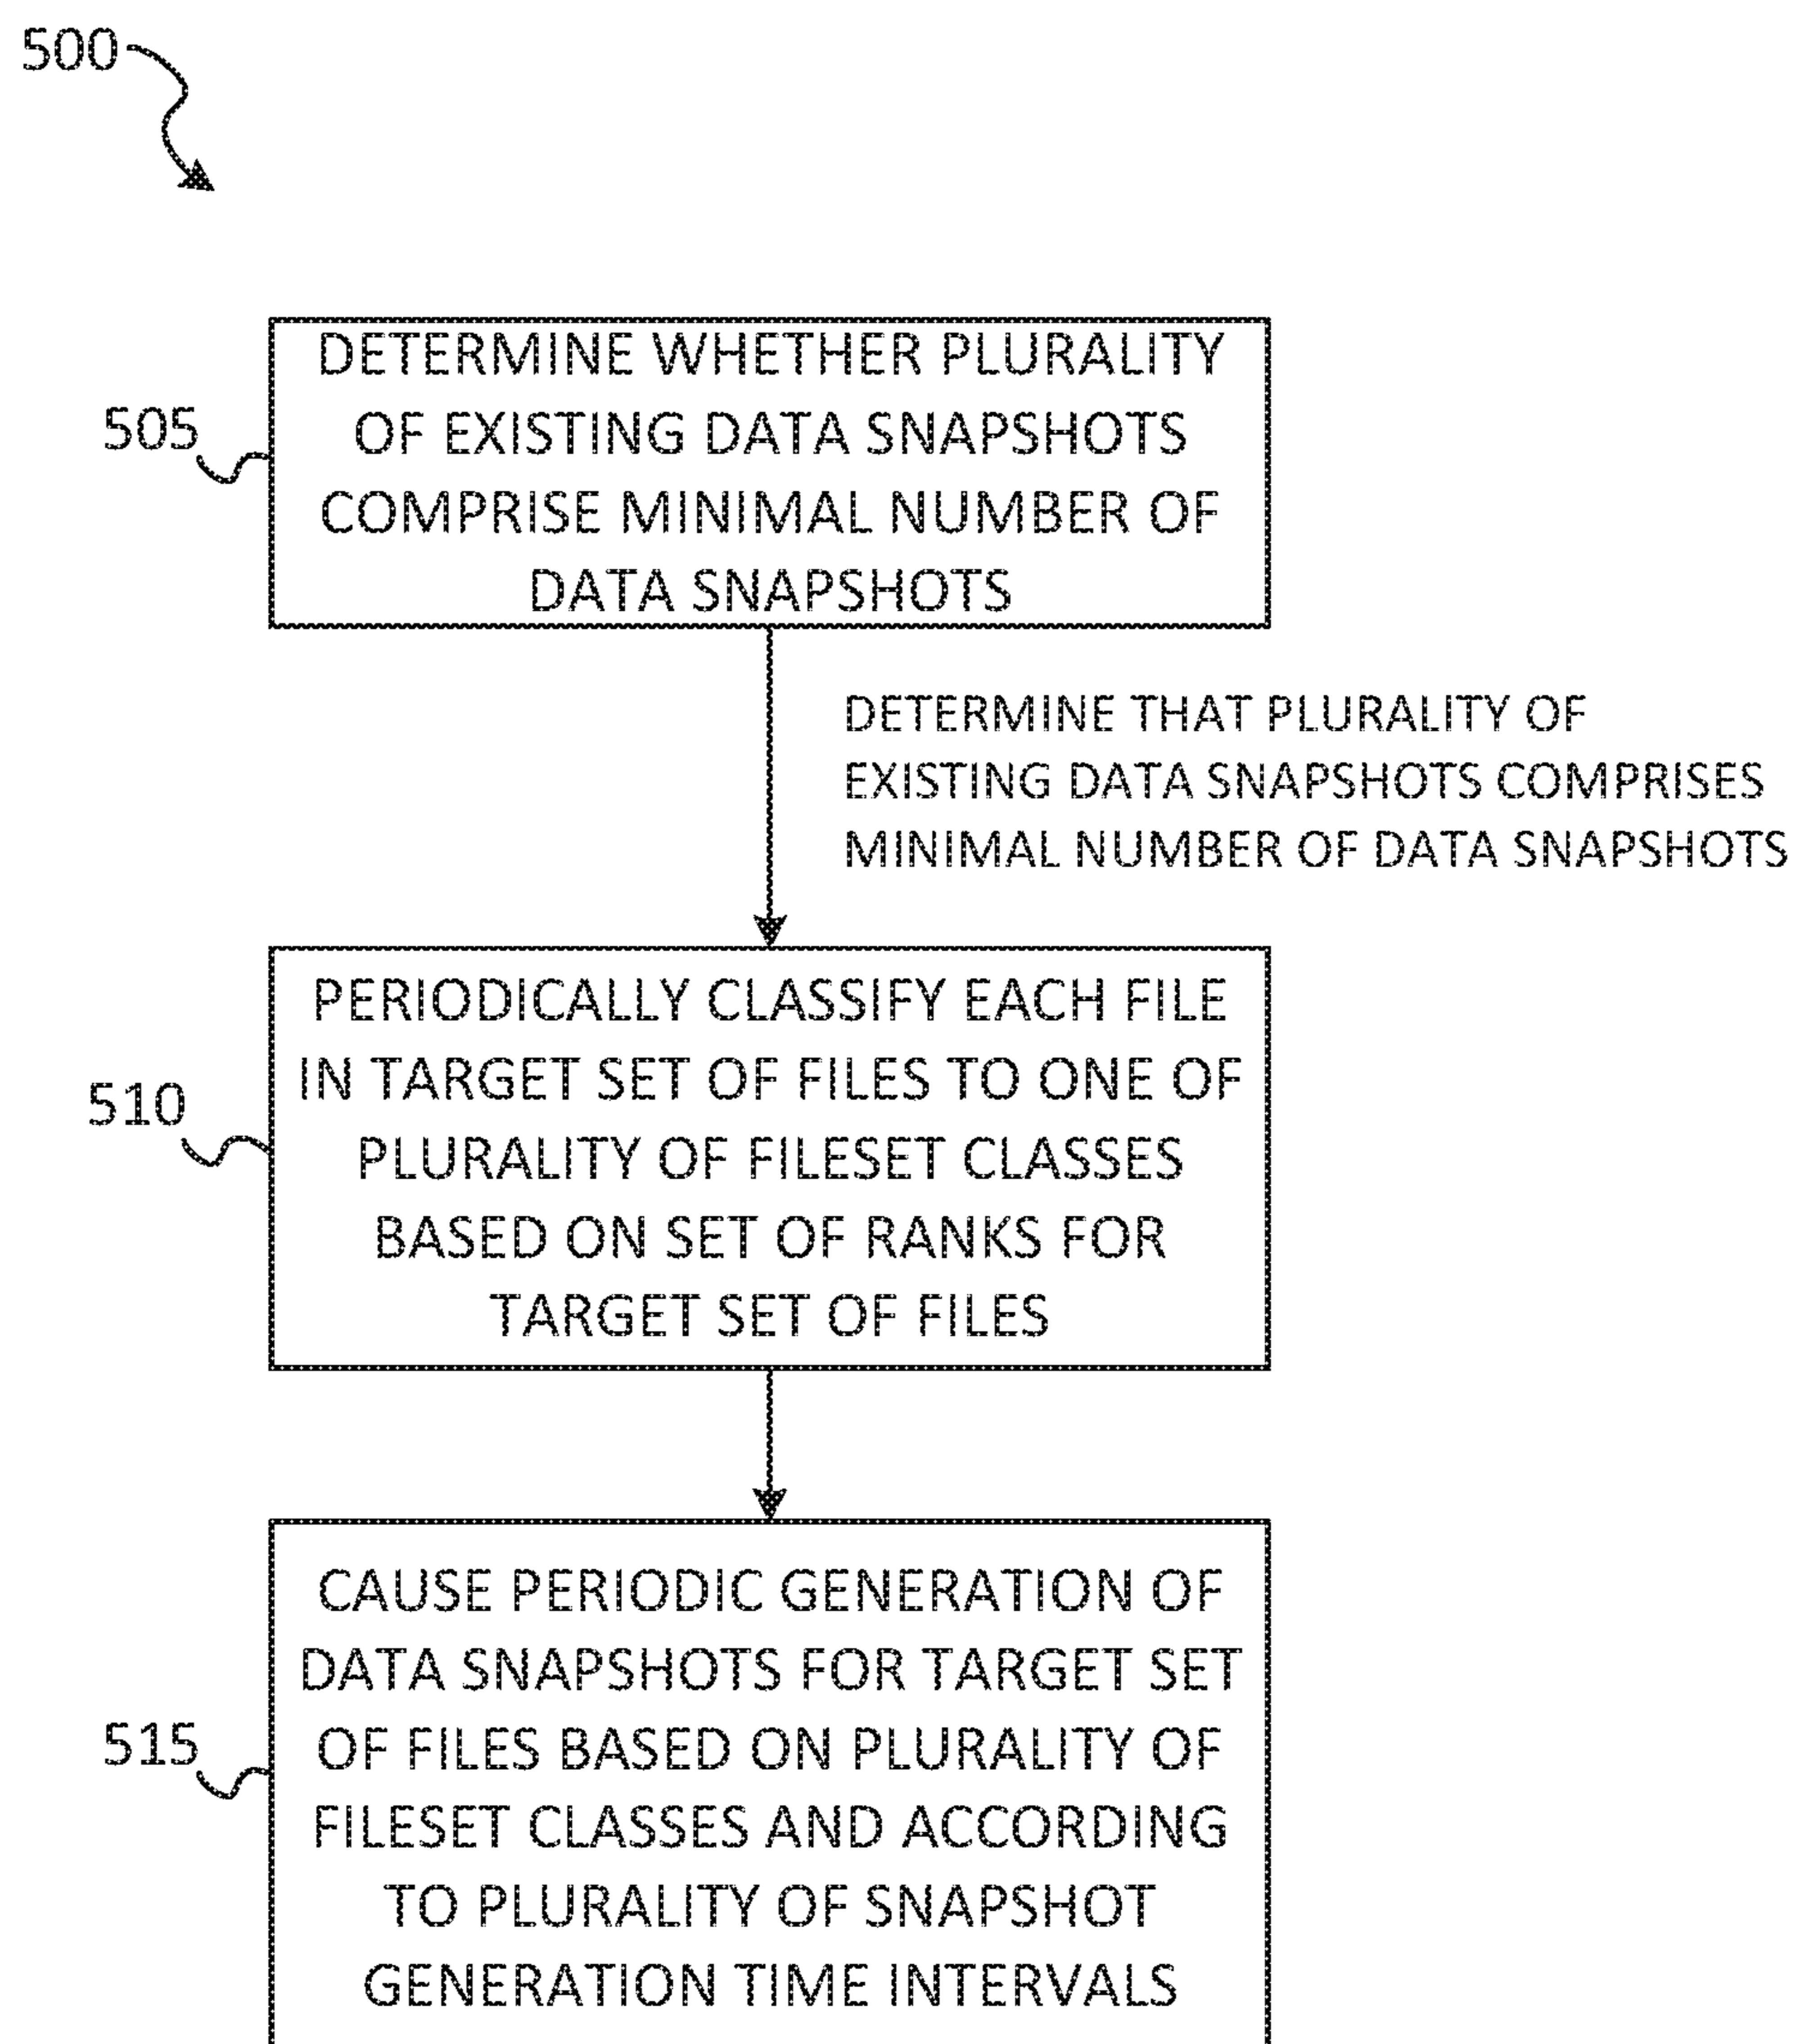 500
DETERMINE WHETHER PLURALITY
OF EXISTING DATA SNAPSHOTS
COMPRISE MINIMAL NUMBER OF
DATA SNAPSHOTS
505
DETERMINE THAT PLURALITY OF
EXISTING DATA SNAPSHOTS COMPRISES
MINIMAL NUMBER OF DATA SNAPSHOTS
PERIODICALLY CLASSIFY EACH FILE
IN TARGET SET OF FILES TO ONE OF
PLURALITY OF FILESET CLASSES
BASED ON SET OF RANKS FOR
TARGET SET OF FILES
510
CAUSE PERIODIC GENERATION OF
DATA SNAPSHOTS FOR TARGET SET
OF FILES BASED ON PLURALITY OF
FILESET CLASSES AND ACCORDING
TO PLURALITY OF SNAPSHOT
GENERATION TIME INTERVALS
515